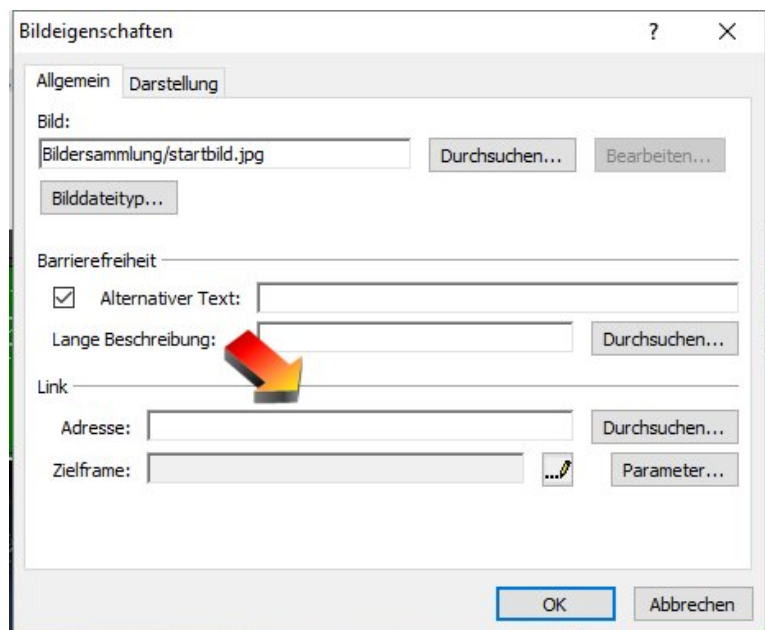 Bildeigenschaften ? X
Allgemein Darstellung
Bild:
Bildersammlung/startbild.jpg Durchsuchen... Bearbeiten...
Bilddateityp...
Barrierefreiheit
Alternativer Text:
Lange Beschreibung: Durchsuchen...
Link
Adresse: Durchsuchen...
Zielframe: ... Parameter...
OK Abbrechen